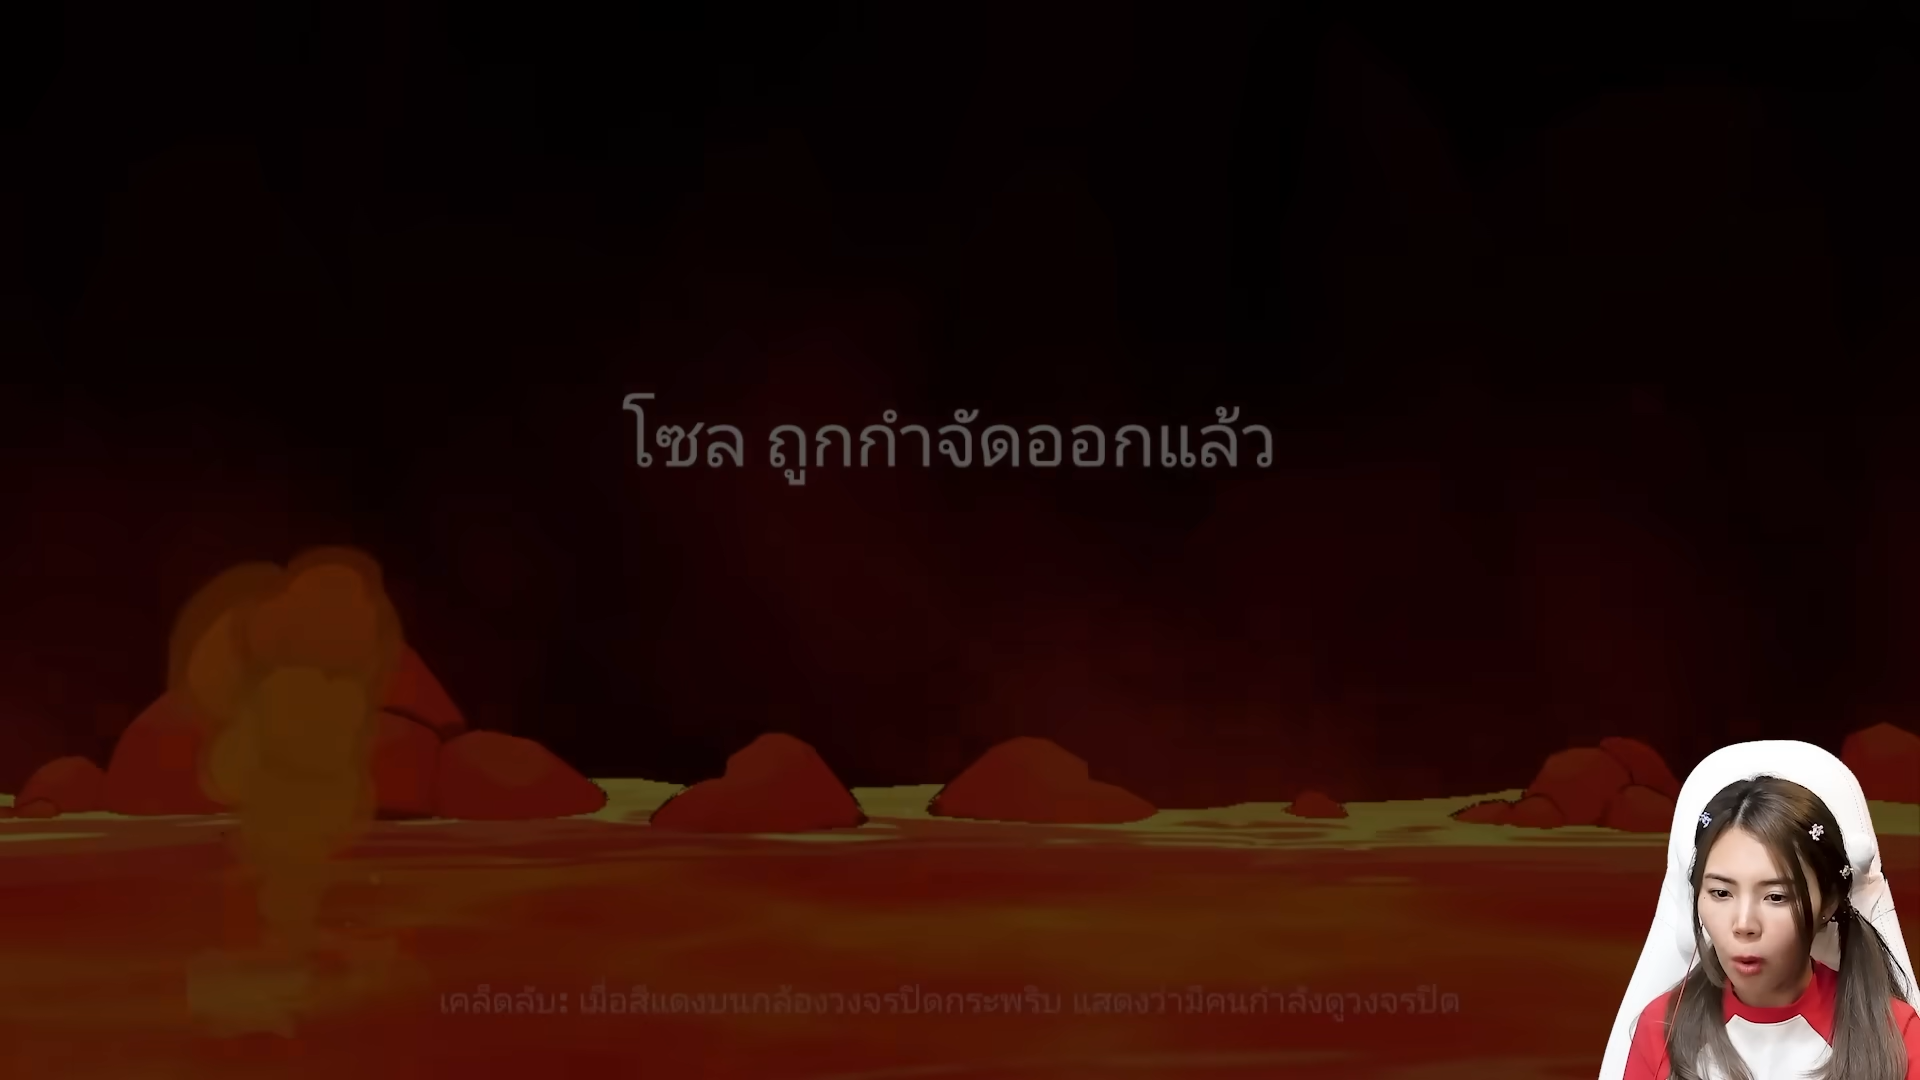 โซล ถูกกำจัดออกแล้ว
เคล็ดลับ: เมื่อสีแดงบนกล้องวงจรปิดกระพริบ แสดงว่ามีคนกำลังดูวงจรปิด